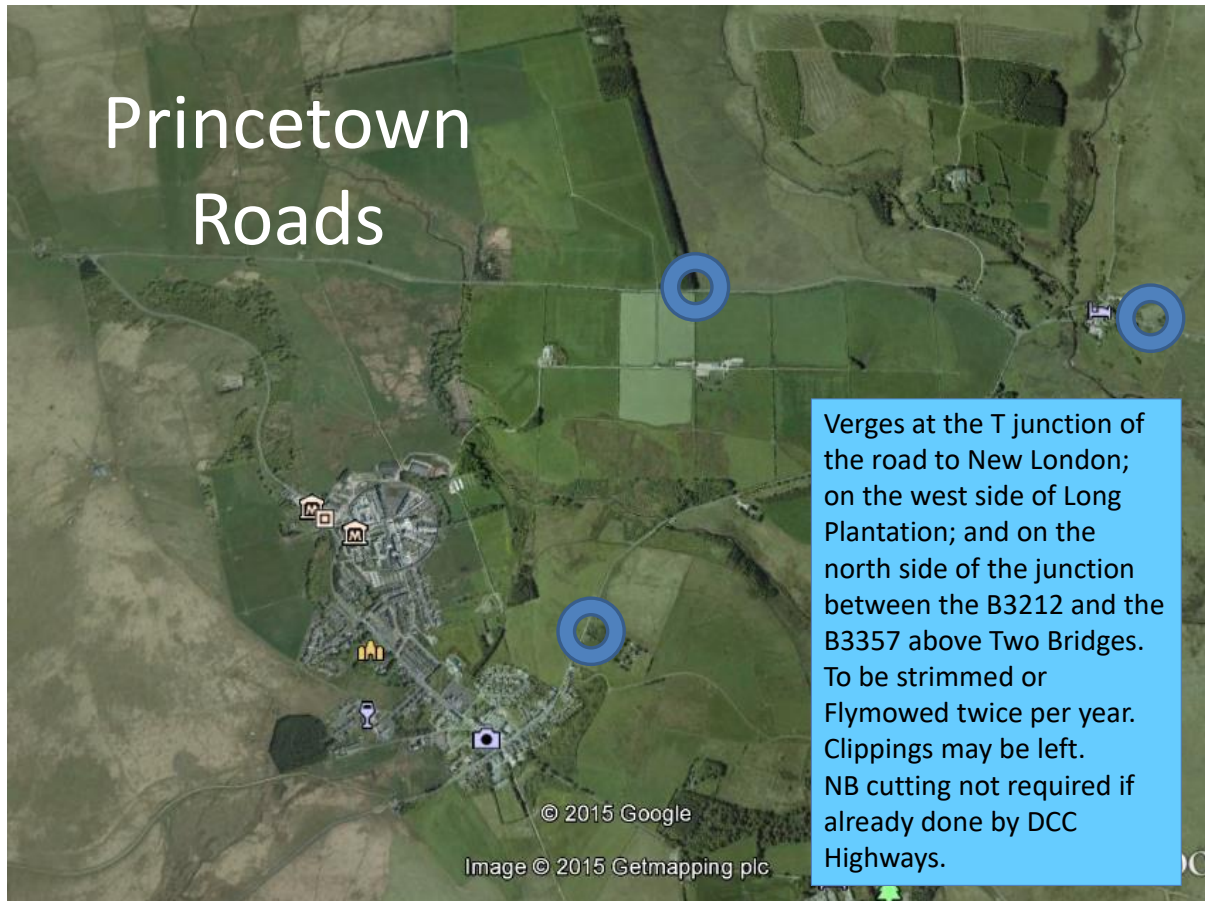 Princetown
Roads
Verges at the T junction of
the road to New London;
on the west side of Long
Plantation; and on the
north side of the junction
between the B3212 and the
B3357 above Two Bridges.
To be strimmed or
Flymowed twice per year.
Clippings may be left.
NB cutting not required if
already done by DCC
Highways.
© 2015 Google
Image © 2015 Getmapping plc